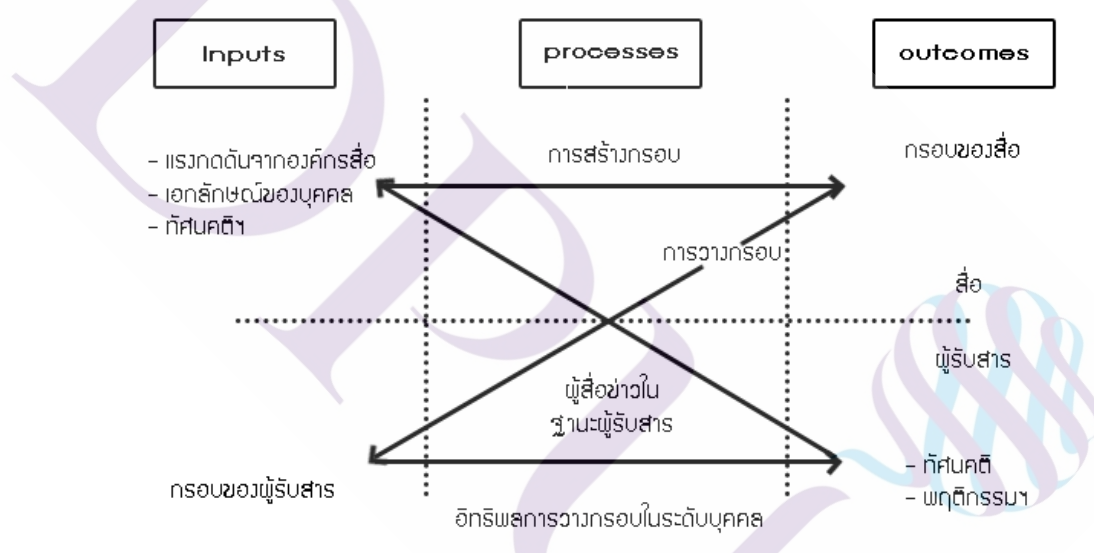 Inputs
processes
outcomes
- แรงกดดันจากองค์กรสื่อ
- เอกลักษณ์ของบุคคล
- ทัศนคติฯ
การสร้างกรอบ
กรอบของสื่อ
การวางกรอบ
สื่อ
ผู้รับสาร
ผู้สื่อข่าวใน
ฐานะผู้รับสาร
กรอบของผู้รับสาร
- ทัศนคติ
- พฤติกรรมฯ
อิทธิพลการวางกรอบในระดับบุคคล